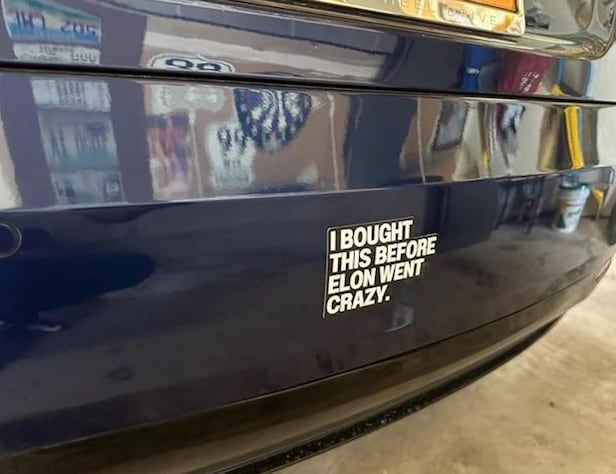 I BOUGHT
THIS BEFORE
ELON WENT
CRAZY.